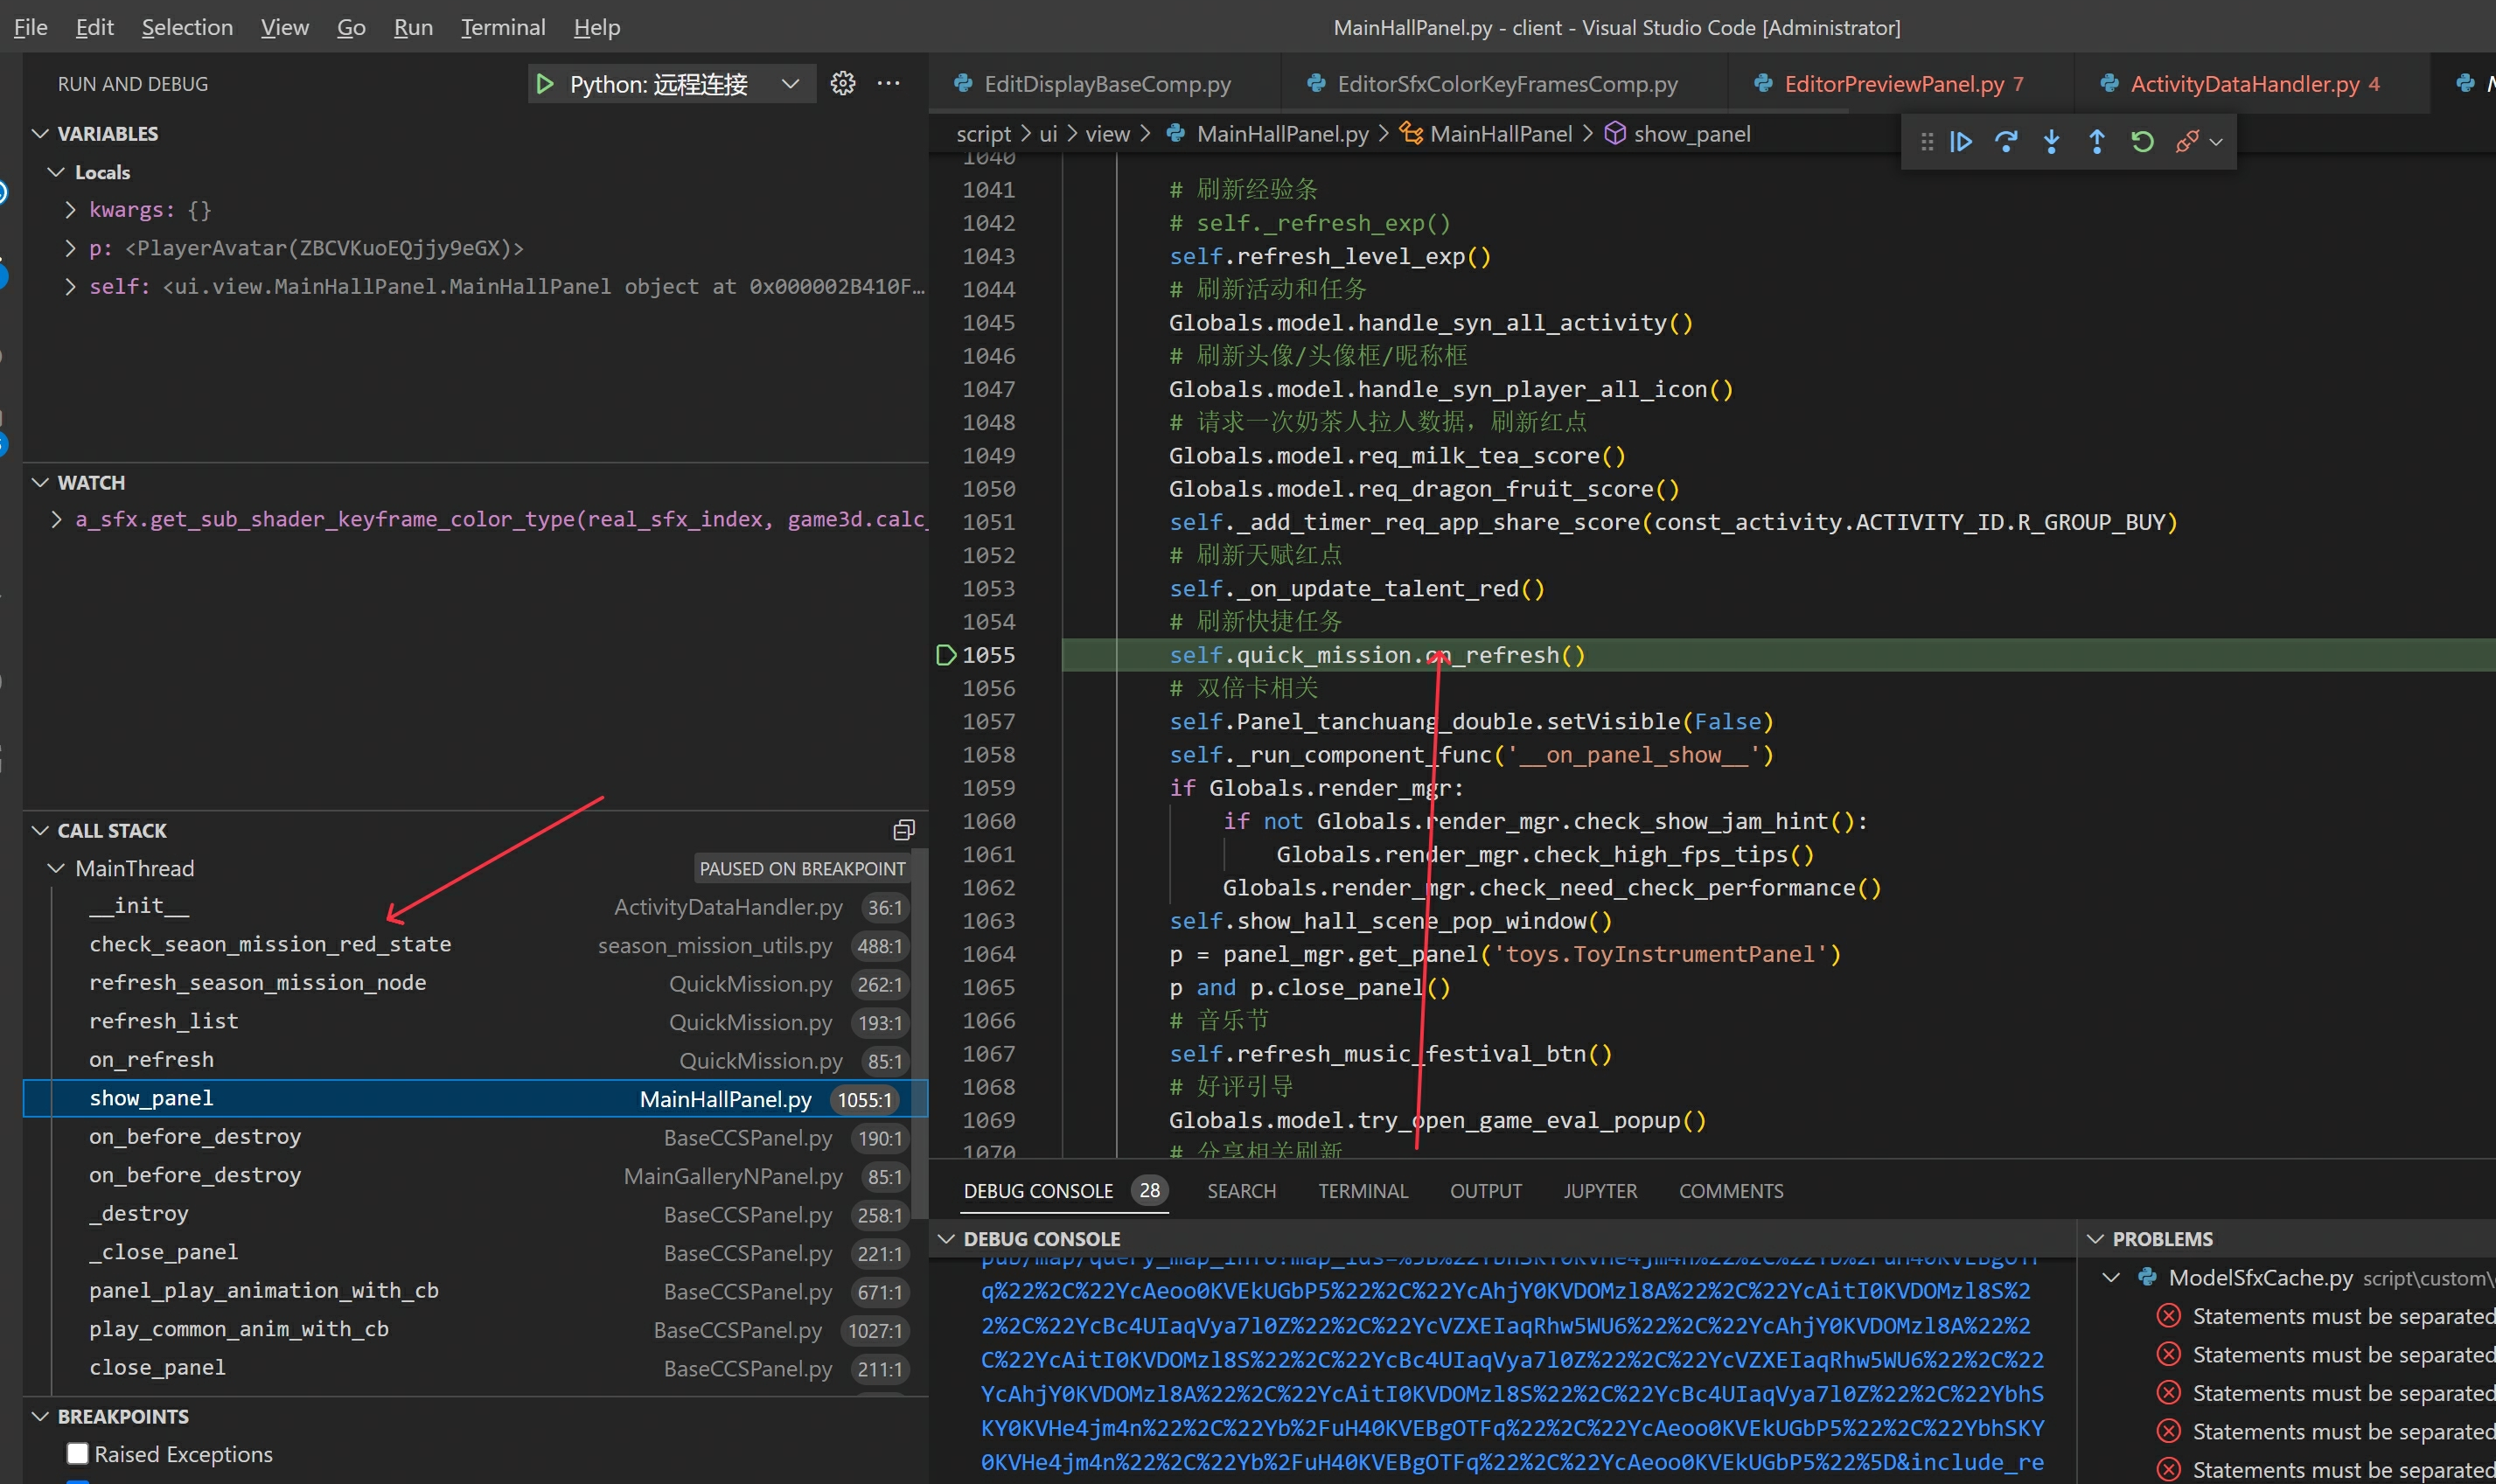 File Edit Selection View Go Run Terminal Help
MainHallPanel.py - client - Visual Studio Code [Administrator]
RUN AND DEBUG
Python: 远程连接
VARIABLES
Locals
kwargs: {}
p: <PlayerAvatar(ZBCVKuoEQjjy9eGX)>
self: <ui.view.MainHallPanel.MainHallPanel object at 0x000002B410F…
WATCH
a_sfx.get_sub_shader_keyframe_color_type(real_sfx_index, game3d.calc_
CALL STACK
MainThread PAUSED ON BREAKPOINT
__init__ ActivityDataHandler.py 36:1
check_seaon_mission_red_state season_mission_utils.py 488:1
refresh_season_mission_node QuickMission.py 262:1
refresh_list QuickMission.py 193:1
on_refresh QuickMission.py 85:1
show_panel MainHallPanel.py 1055:1
on_before_destroy BaseCCSPanel.py 190:1
on_before_destroy MainGalleryNPanel.py 85:1
_destroy BaseCCSPanel.py 258:1
_close_panel BaseCCSPanel.py 221:1
panel_play_animation_with_cb BaseCCSPanel.py 671:1
play_common_anim_with_cb BaseCCSPanel.py 1027:1
close_panel BaseCCSPanel.py 211:1
BREAKPOINTS
Raised Exceptions
EditDisplayBaseComp.py EditorSfxColorKeyFramesComp.py EditorPreviewPanel.py 7 ActivityDataHandler.py 4
script > ui > view > MainHallPanel.py > MainHallPanel > show_panel
1040
1041 # 刷新经验条
1042 # self._refresh_exp()
1043 self.refresh_level_exp()
1044 # 刷新活动和任务
1045 Globals.model.handle_syn_all_activity()
1046 # 刷新头像/头像框/昵称框
1047 Globals.model.handle_syn_player_all_icon()
1048 # 请求一次奶茶人拉人数据，刷新红点
1049 Globals.model.req_milk_tea_score()
1050 Globals.model.req_dragon_fruit_score()
1051 self._add_timer_req_app_share_score(const_activity.ACTIVITY_ID.R_GROUP_BUY)
1052 # 刷新天赋红点
1053 self._on_update_talent_red()
1054 # 刷新快捷任务
1055 self.quick_mission.on_refresh()
1056 # 双倍卡相关
1057 self.Panel_tanchuang_double.setVisible(False)
1058 self._run_component_func('__on_panel_show__')
1059 if Globals.render_mgr:
1060 if not Globals.render_mgr.check_show_jam_hint():
1061 Globals.render_mgr.check_high_fps_tips()
1062 Globals.render_mgr.check_need_check_performance()
1063 self.show_hall_scene_pop_window()
1064 p = panel_mgr.get_panel('toys.ToyInstrumentPanel')
1065 p and p.close_panel()
1066 # 音乐节
1067 self.refresh_music_festival_btn()
1068 # 好评引导
1069 Globals.model.try_open_game_eval_popup()
1070 # 分享相关刷新
DEBUG CONSOLE 28 SEARCH TERMINAL OUTPUT JUPYTER COMMENTS
DEBUG CONSOLE
q%22%2C%22YcAeoo0KVEkUGbP5%22%2C%22YcAhjY0KVDOMzl8A%22%2C%22YcAitI0KVDOMzl8S%2
2%2C%22YcBc4UIaqVya7l0Z%22%2C%22YcVZXEIaqRhw5WU6%22%2C%22YcAhjY0KVDOMzl8A%22%2
C%22YcAitI0KVDOMzl8S%22%2C%22YcBc4UIaqVya7l0Z%22%2C%22YcVZXEIaqRhw5WU6%22%2C%22
YcAhjY0KVDOMzl8A%22%2C%22YcAitI0KVDOMzl8S%22%2C%22YcBc4UIaqVya7l0Z%22%2C%22YbhS
KY0KVHe4jm4n%22%2C%22Yb%2FuH40KVEBgOTFq%22%2C%22YcAeoo0KVEkUGbP5%22%2C%22YbhSKY
0KVHe4jm4n%22%2C%22Yb%2FuH40KVEBgOTFq%22%2C%22YcAeoo0KVEkUGbP5%22%5D&include_re
PROBLEMS
ModelSfxCache.py script\custom\
Statements must be separated
Statements must be separated
Statements must be separated
Statements must be separated
Statements must be separated